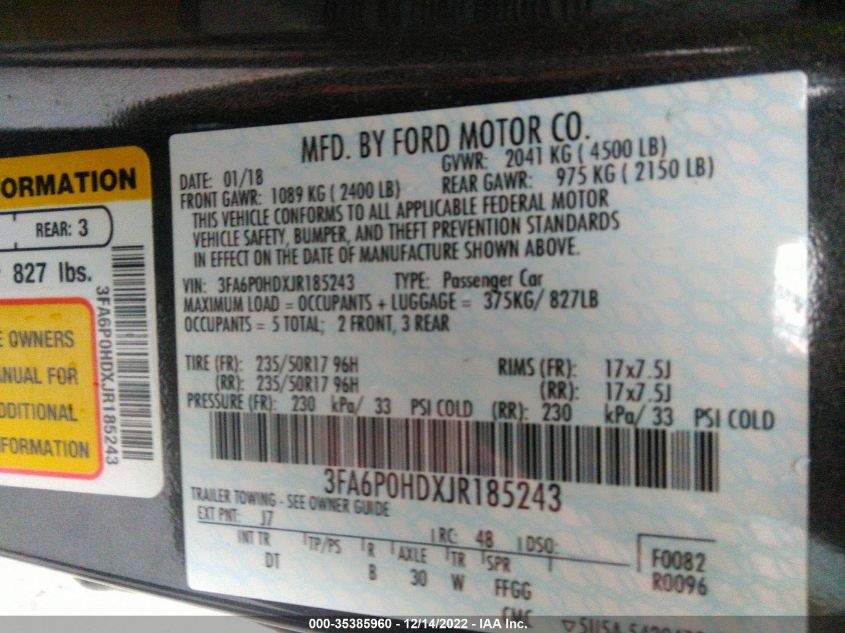 ORMATION
REAR: 3
827 lbs.
OWNERS
ANUAL FOR
DDITIONAL
FORMATION
3FA6P0HDXJR185243
MFD. BY FORD MOTOR CO.
DATE: 01/18 GVWR: 2041 KG ( 4500 LB)
FRONT GAWR: 1089 KG ( 2400 LB) REAR GAWR: 975 KG ( 2150 LB)
THIS VEHICLE CONFORMS TO ALL APPLICABLE FEDERAL MOTOR
VEHICLE SAFETY, BUMPER, AND THEFT PREVENTION STANDARDS
IN EFFECT ON THE DATE OF MANUFACTURE SHOWN ABOVE.
VIN: 3FA6P0HDXJR185243 TYPE: Passenger Car
MAXIMUM LOAD = OCCUPANTS + LUGGAGE = 375KG/ 827LB
OCCUPANTS = 5 TOTAL; 2 FRONT, 3 REAR
TIRE (FR): 235/50R17 96H RIMS (FR): 17x7.5J
(RR): 235/50R17 96H (RR): 17x7.5J
PRESSURE (FR): 230 kPa/ 33 PSI COLD (RR): 230 kPa/ 33 PSI COLD
3FA6P0HDXJR185243
TRAILER TOWING - SEE OWNER GUIDE
EXT PNT: J7 RC: 48 DSO: F0082
INT TR TP/PS R AXLE TR SPR R0096
DT B 30 W FFGG
000-35385960 - 12/14/2022 - IAA Inc.